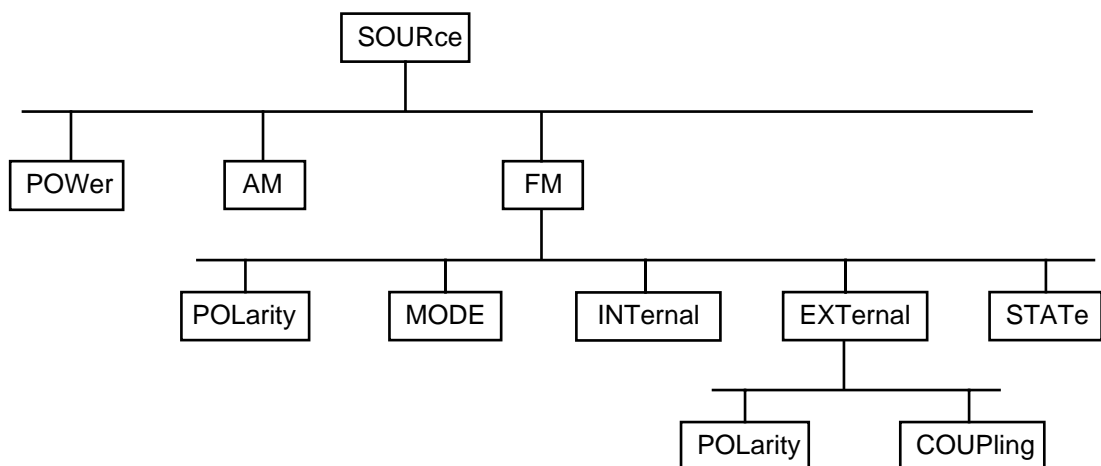 SOURce
POWer AM FM
POLarity MODE INTernal EXTernal STATe
POLarity COUPling